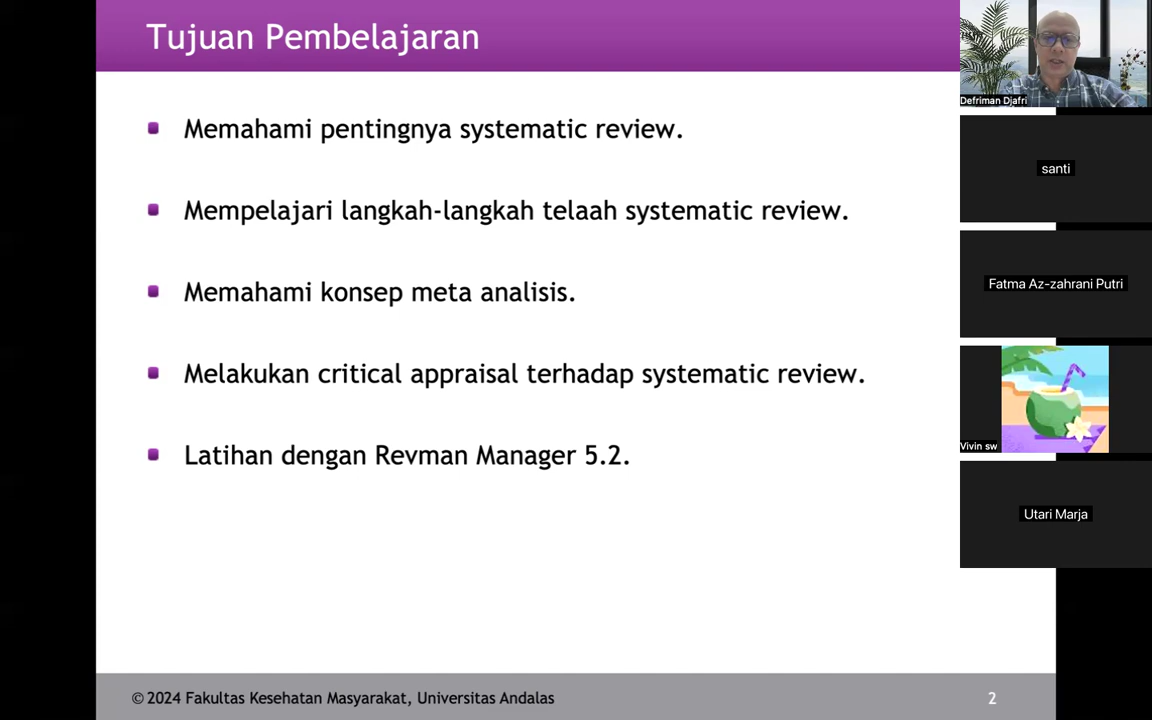 Tujuan Pembelajaran
Memahami pentingnya systematic review.
Mempelajari langkah-langkah telaah systematic review.
Memahami konsep meta analisis.
Melakukan critical appraisal terhadap systematic review.
Latihan dengan Revman Manager 5.2.
© 2024 Fakultas Kesehatan Masyarakat, Universitas Andalas
2
Defriman Djafri
santi
Fatma Az-zahrani Putri
Vivin sw
Utari Marja